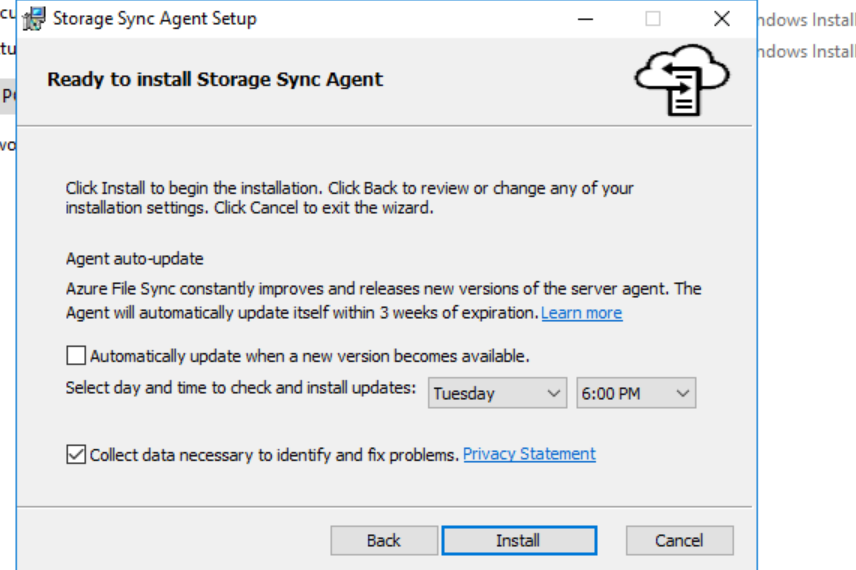 Storage Sync Agent Setup
ndows Install
ndows Install
Ready to install Storage Sync Agent
Click Install to begin the installation. Click Back to review or change any of your
installation settings. Click Cancel to exit the wizard.
Agent auto-update
Azure File Sync constantly improves and releases new versions of the server agent. The
Agent will automatically update itself within 3 weeks of expiration. Learn more
Automatically update when a new version becomes available.
Select day and time to check and install updates: Tuesday 6:00 PM
Collect data necessary to identify and fix problems. Privacy Statement
Back Install Cancel